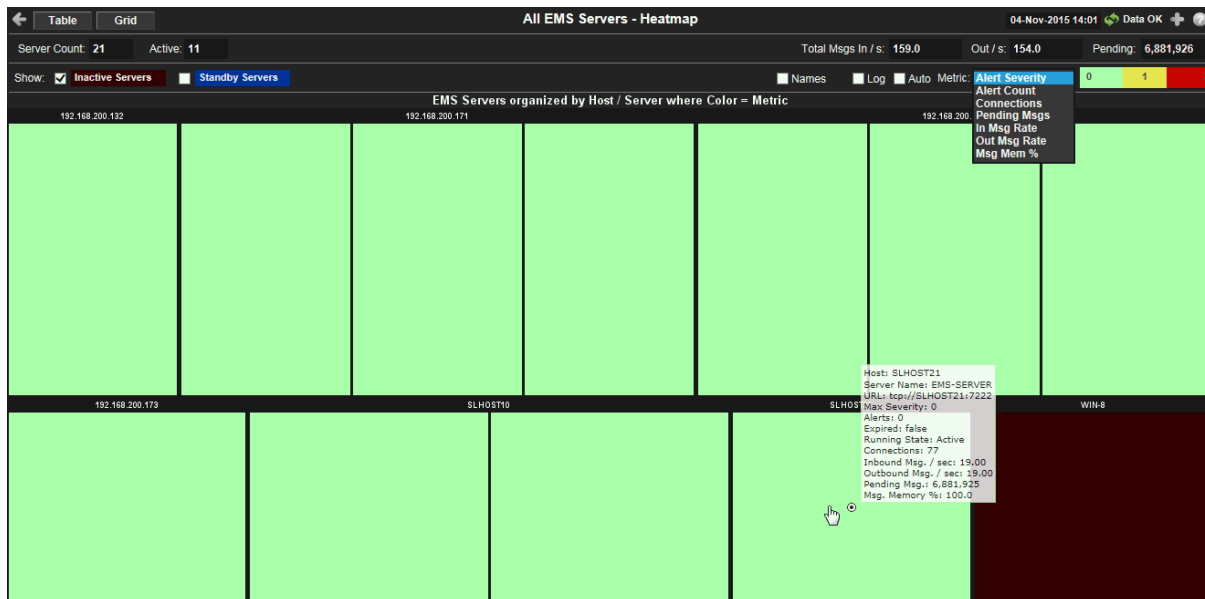 Table Grid All EMS Servers - Heatmap 04-Nov-2015 14:01 Data OK
Server Count: 21 Active: 11 Total Msgs In / s: 159.0 Out / s: 154.0 Pending: 6,881,926
Show: Inactive Servers Standby Servers Names Log Auto Metric: Alert Severity 0 1
Alert Count
Connections
Pending Msgs
In Msg Rate
Out Msg Rate
Msg Mem %
EMS Servers organized by Host / Server where Color = Metric
192.168.200.132 192.168.200.171 192.168.200.
192.168.200.173 SLHOST10 SLHOST WIN-8
Host: SLHOST21
Server Name: EMS-SERVER
URL: tcp://SLHOST21:7222
Max Severity: 0
Alerts: 0
Expired: false
Running State: Active
Connections: 77
Inbound Msg. / sec: 19.00
Outbound Msg. / sec: 19.00
Pending Msg.: 6,881,925
Msg. Memory %: 100.0